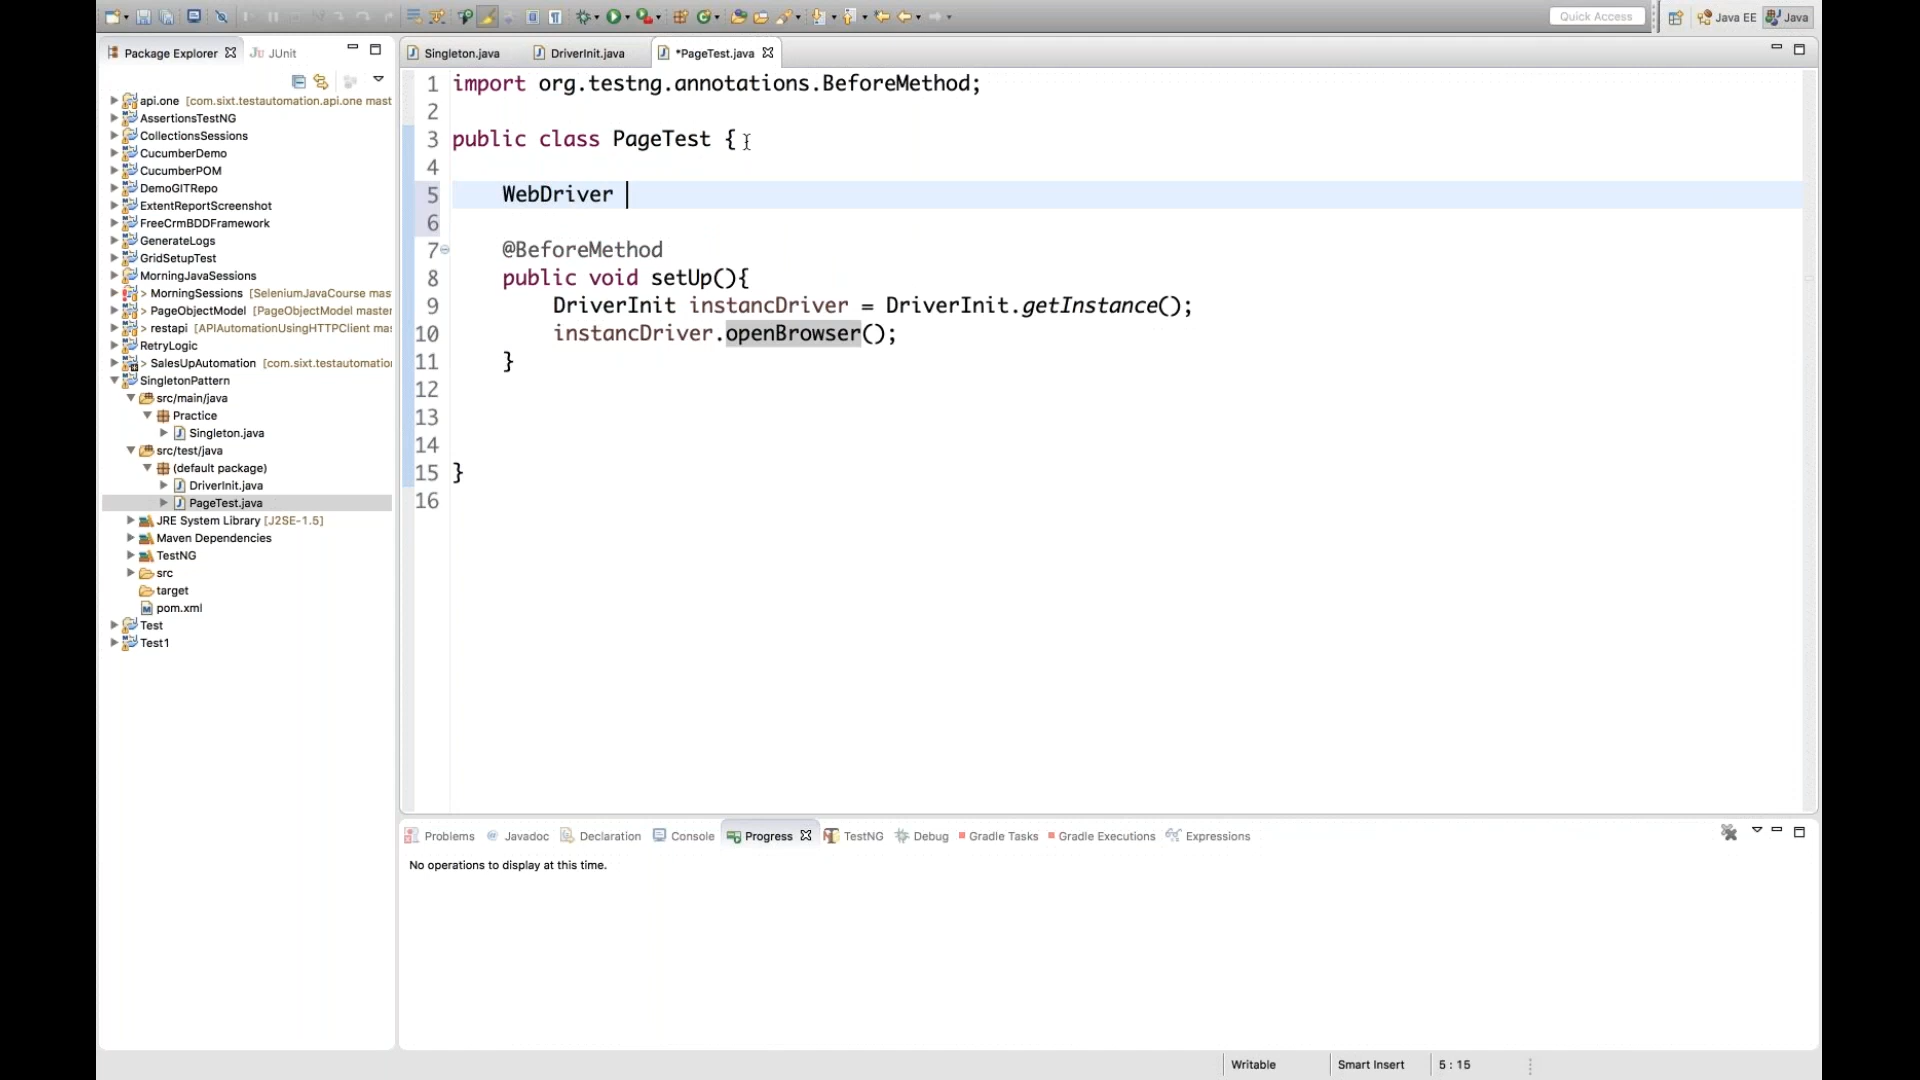 Quick Access
Java EE
Java
Package Explorer
JUnit
Singleton.java
DriverInit.java
*PageTest.java
api.one [com.sixt.testautomation.api.one mast
AssertionsTestNG
CollectionsSessions
CucumberDemo
CucumberPOM
DemoGITRepo
ExtentReportScreenshot
FreeCrmBDDFramework
GenerateLogs
GridSetupTest
MorningJavaSessions
> MorningSessions [SeleniumJavaCourse mas
> PageObjectModel [PageObjectModel master
> restapi [APIAutomationUsingHTTPClient ma
RetryLogic
> SalesUpAutomation [com.sixt.testautomatio
SingletonPattern
src/main/java
Practice
Singleton.java
src/test/java
(default package)
DriverInit.java
PageTest.java
JRE System Library [J2SE-1.5]
Maven Dependencies
TestNG
src
target
pom.xml
Test
Test1
1 import org.testng.annotations.BeforeMethod;
2
3 public class PageTest {
4
5 WebDriver
6
7 @BeforeMethod
8 public void setUp(){
9 DriverInit instancDriver = DriverInit.getInstance();
10 instancDriver.openBrowser();
11 }
12
13
14
15 }
16
Problems
Javadoc
Declaration
Console
Progress
TestNG
Debug
Gradle Tasks
Gradle Executions
Expressions
No operations to display at this time.
Writable
Smart Insert
5 : 15